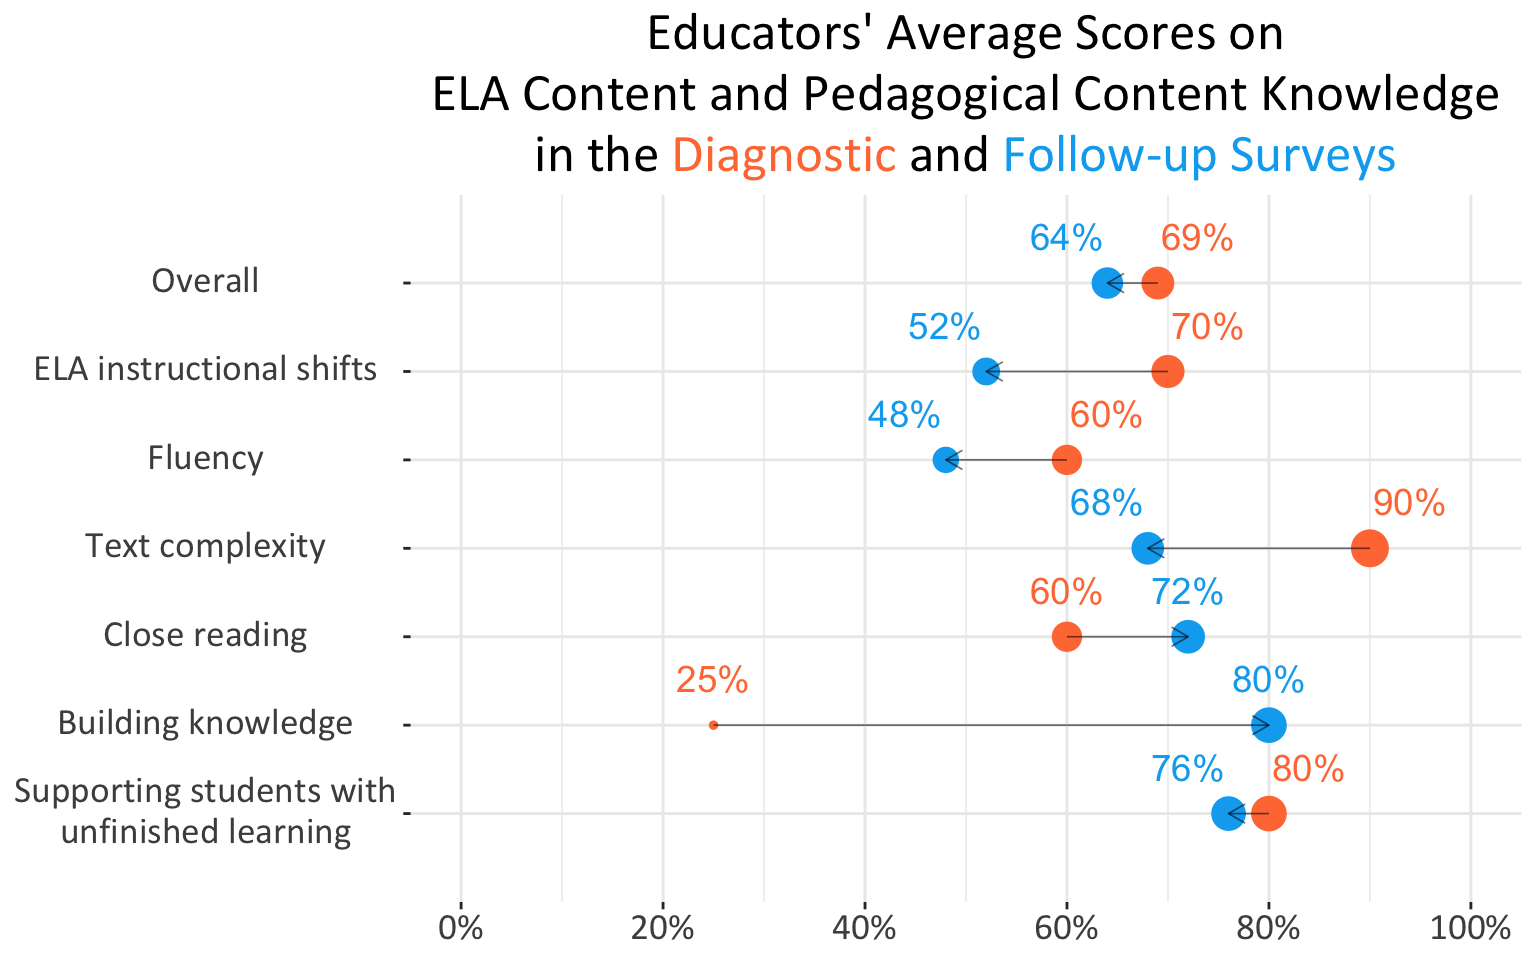 Educators' Average Scores on
ELA Content and Pedagogical Content Knowledge
in the Diagnostic and Follow-up Surveys
64% 69%
Overall
52% 70%
ELA instructional shifts
48% 60%
Fluency
68% 90%
Text complexity
60% 72%
Close reading
25% 80%
Building knowledge
76% 80%
Supporting students with
unfinished learning
0% 20% 40% 60% 80% 100%